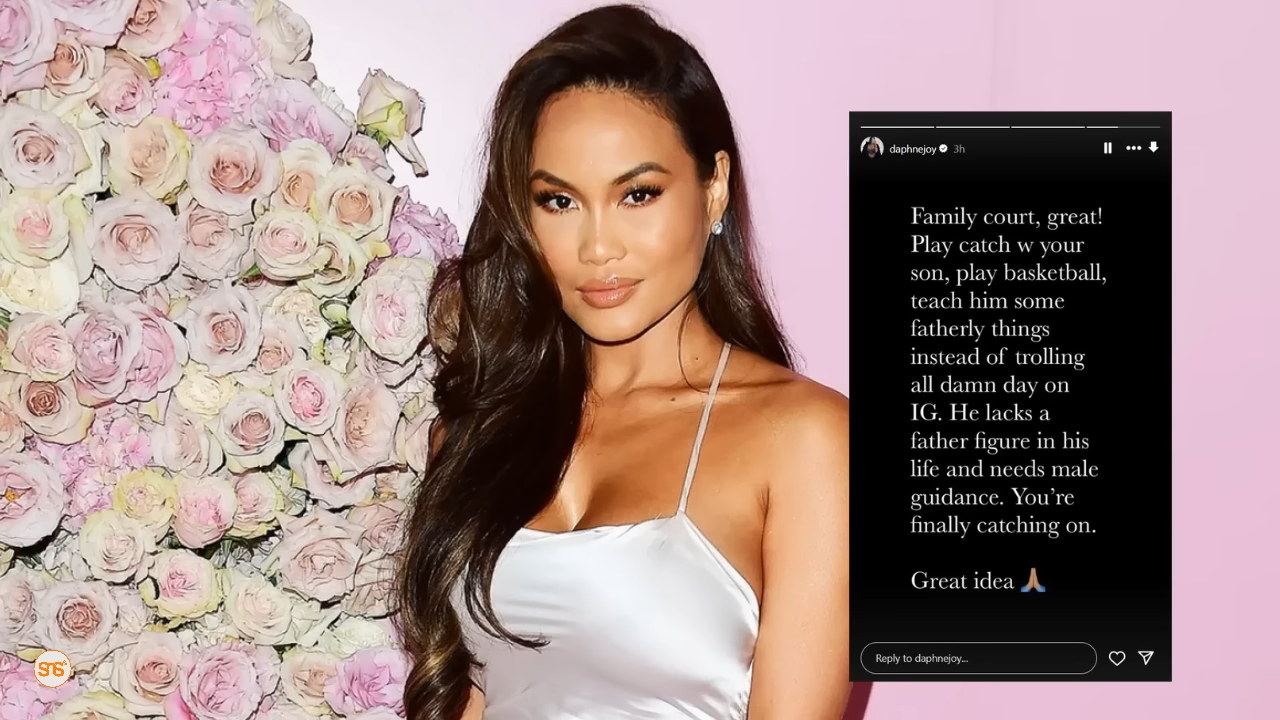 daphnejoy 3h
Family court, great!
Play catch w your
son, play basketball,
teach him some
fatherly things
instead of trolling
all damn day on
IG. He lacks a
father figure in his
life and needs male
guidance. You’re
finally catching on.
Great idea 🙏🏽
Reply to daphnejoy...
SGS